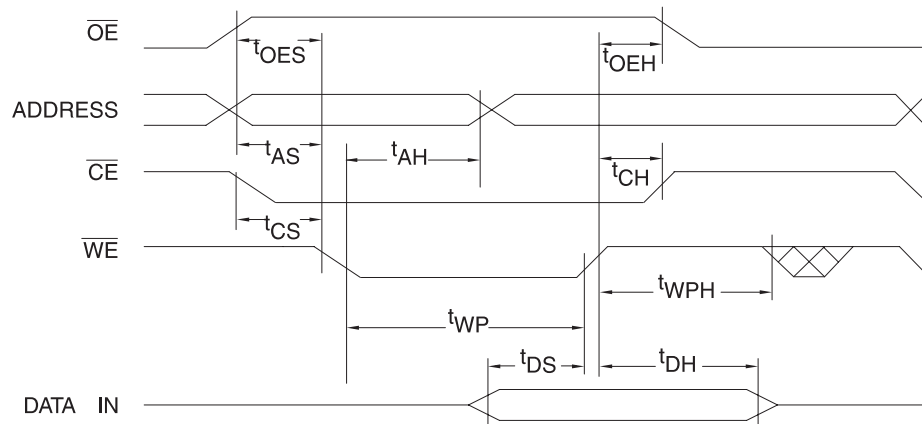 OE
tOES
tOEH
ADDRESS
tAS
tAH
tCH
CE
tCS
WE
tWPH
tWP
tDS
tDH
DATA IN